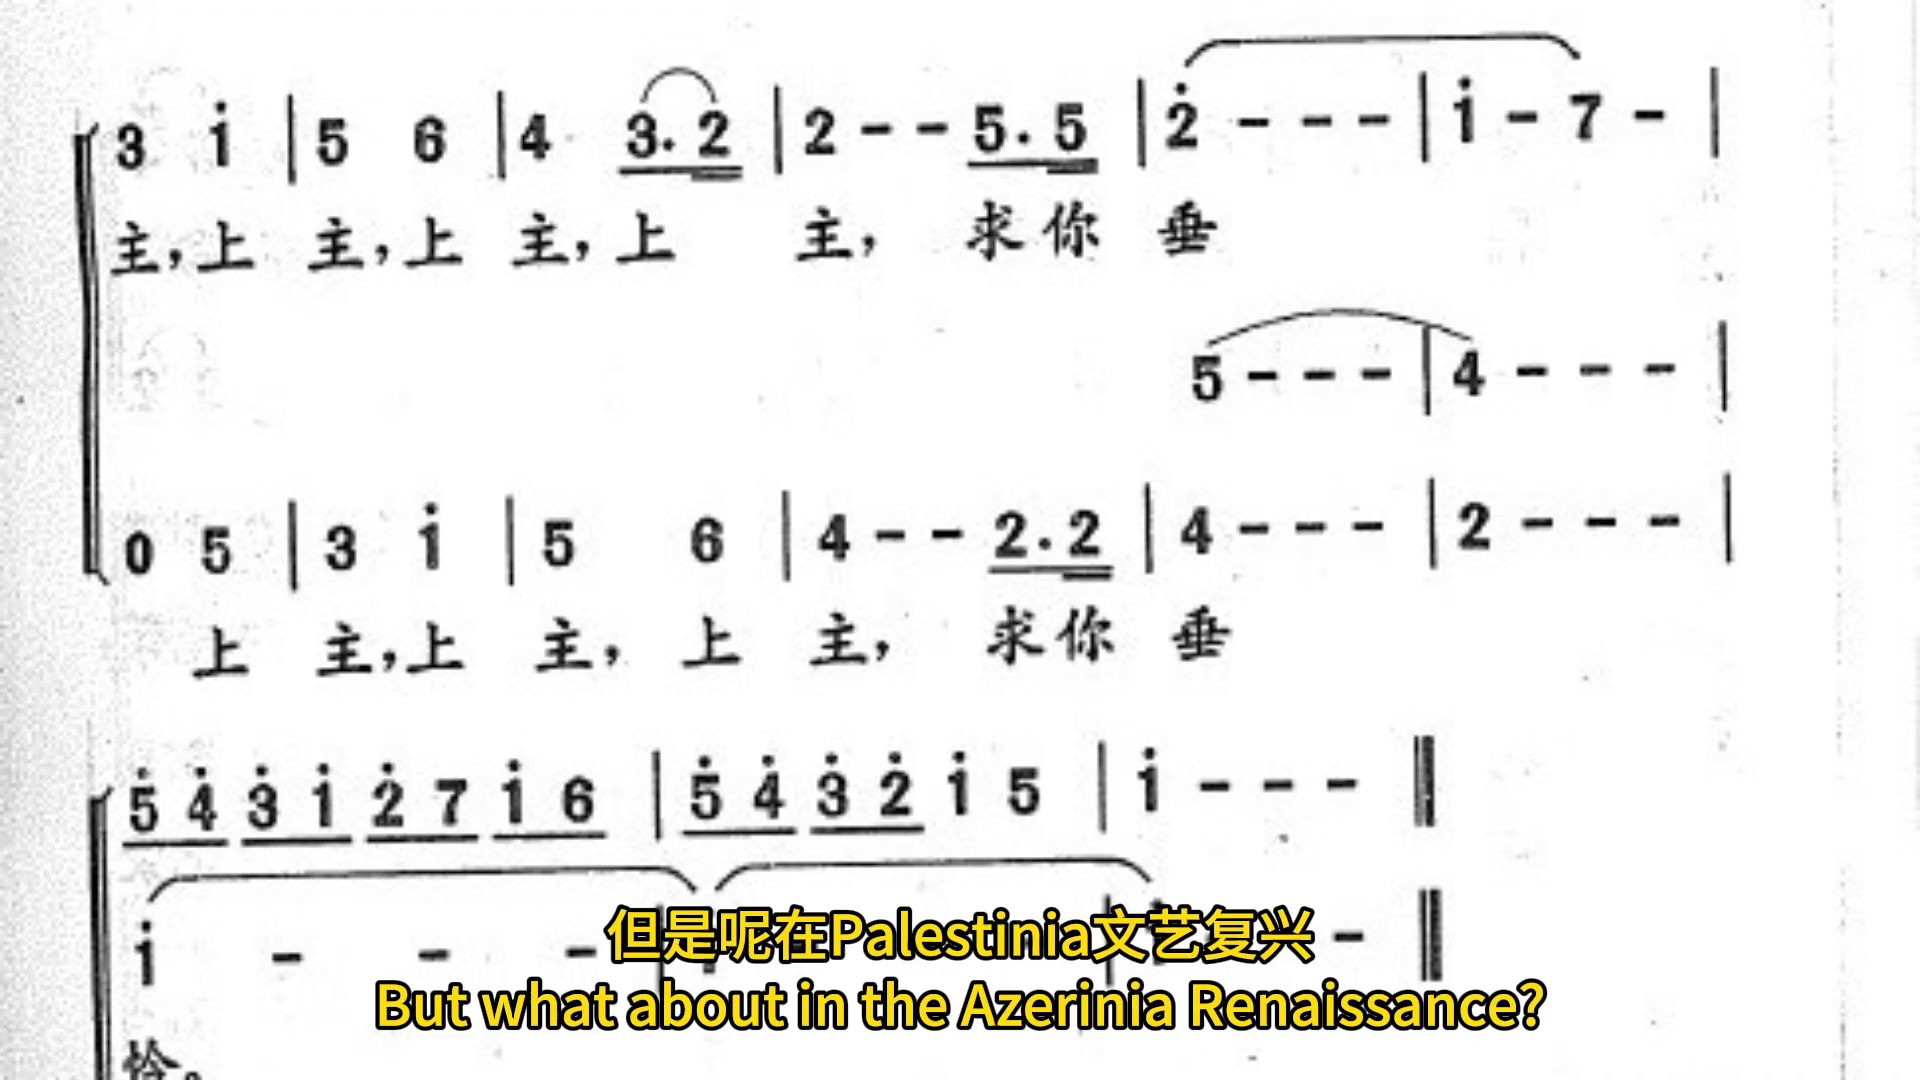 3 i̇ | 5 6 | 4 3. 2 | 2 - - 5. 5 | 2̇ - - - | i̇ - 7 - |
主,上 主,上 主,上 主, 求你 垂
5 - - - | 4 - - - |
0 5 | 3 i̇ | 5 6 | 4 - - 2. 2 | 4 - - - | 2 - - - |
上 主,上 主, 上 主, 求你 垂
5̇ 4̇ 3̇ i̇ 2̇ 7 i̇ 6 | 5̇ 4̇ 3̇ 2̇ i̇ 5 | i̇ - - - ‖
i̇ - - -
但是呢在Palestinia文艺复兴
But what about in the Azerinia Renaissance?